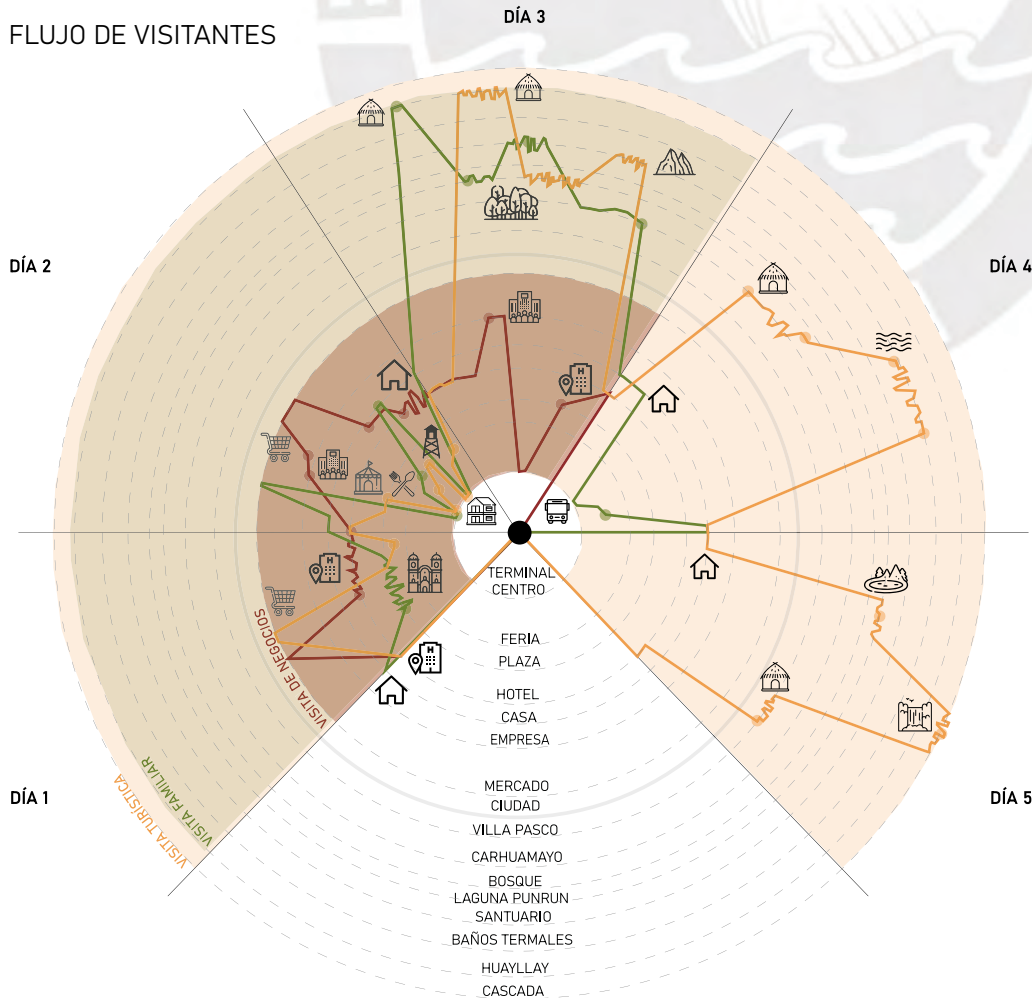 DÍA 3
FLUJO DE VISITANTES
DÍA 2
DÍA 4
H
H
TERMINAL
CENTRO
FERIA
PLAZA
H
HOTEL
CASA
EMPRESA
VISITA DE NEGOCIOS
VISITA FAMILIAR
VISITA TURÍSTICA
DÍA 1
DÍA 5
MERCADO
CIUDAD
VILLA PASCO
CARHUAMAYO
BOSQUE
LAGUNA PUNRUN
SANTUARIO
BAÑOS TERMALES
HUAYLLAY
CASCADA